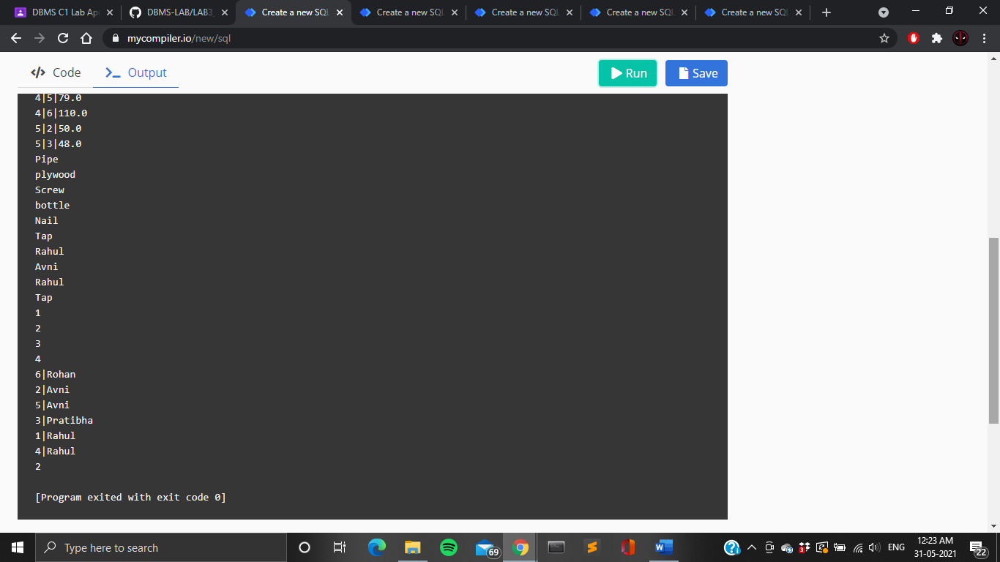 DBMS C1 Lab Ap
DBMS-LAB/LAB3_
Create a new SQL
Create a new SQL
Create a new SQL
Create a new SQL
Create a new SQL
mycompiler.io/new/sql
Code
Output
Run
Save
4|5|79.0
4|6|110.0
5|2|50.0
5|3|48.0
Pipe
plywood
Screw
bottle
Nail
Tap
Rahul
Avni
Rahul
Tap
1
2
3
4
6|Rohan
2|Avni
5|Avni
3|Pratibha
1|Rahul
4|Rahul
2
[Program exited with exit code 0]
Type here to search
69
3
ENG
12:23 AM
31-05-2021
22